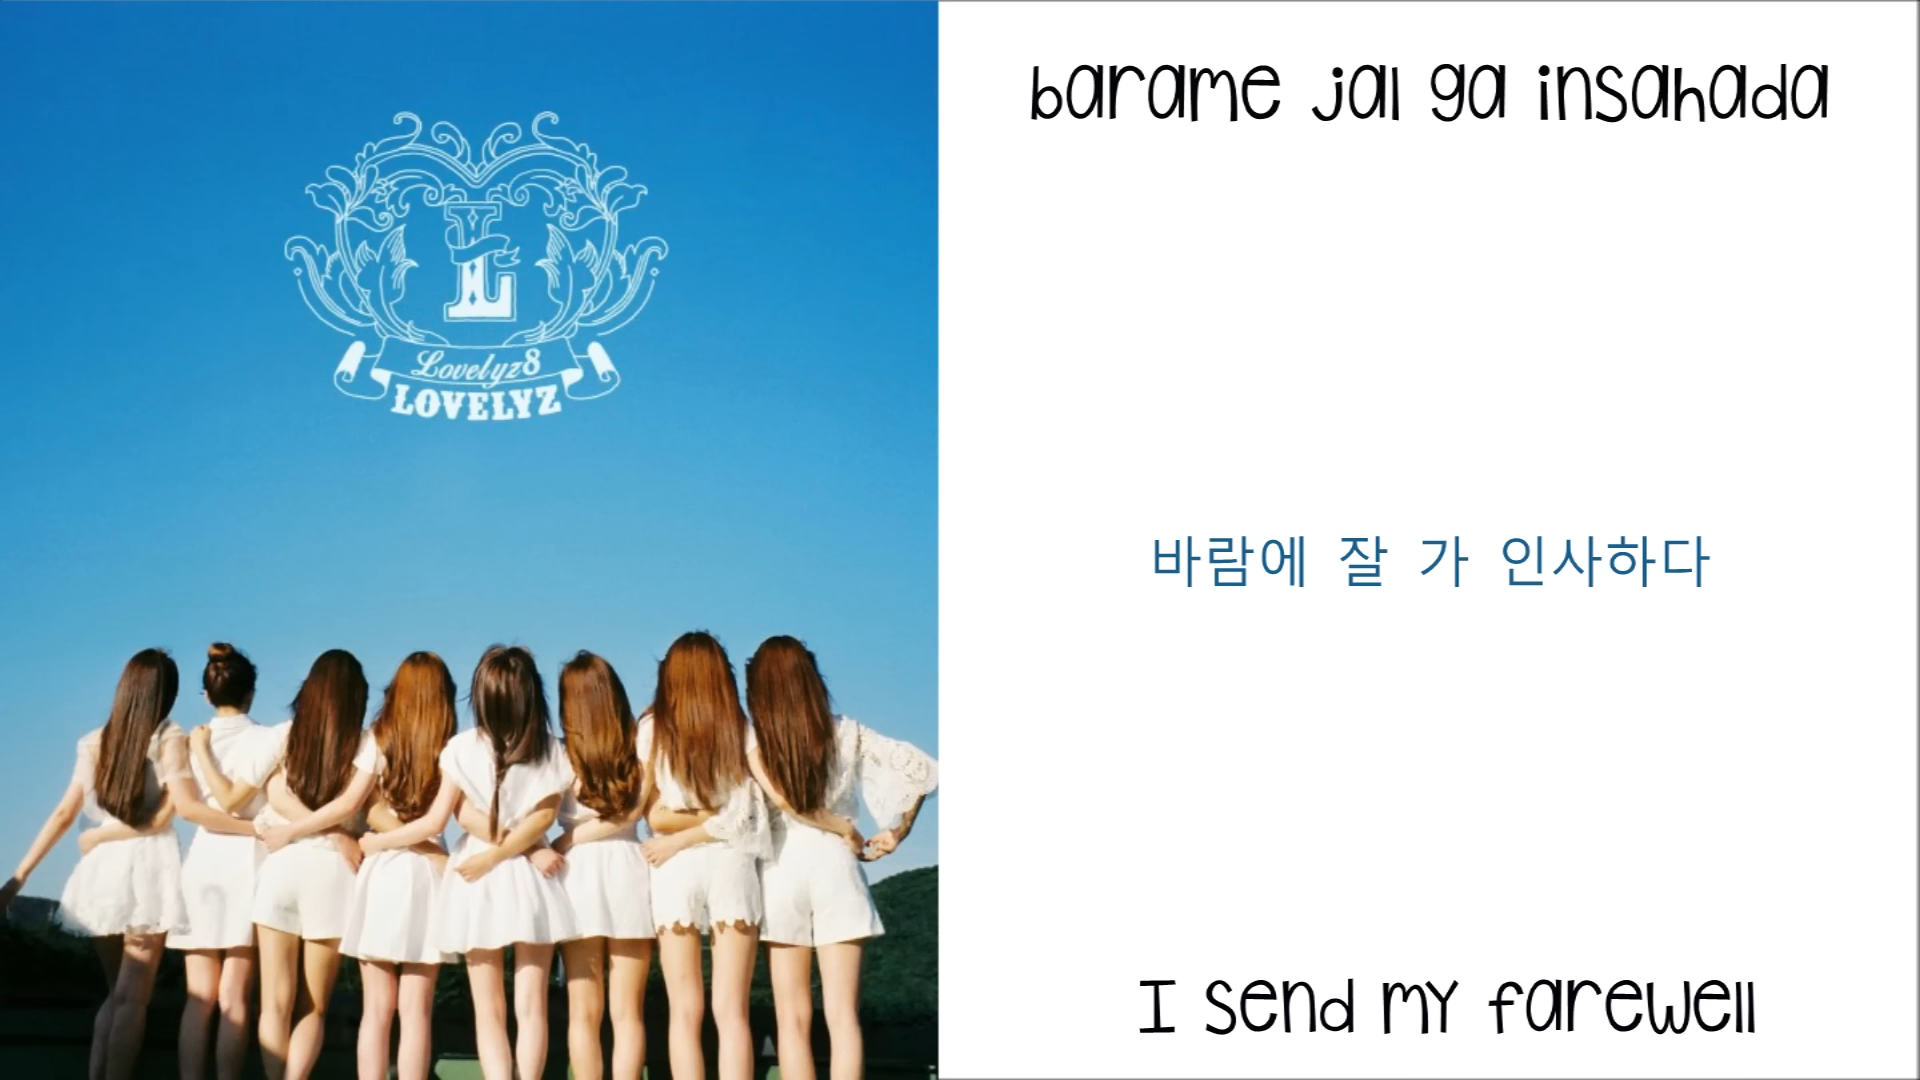 L
Lovelyz8
LOVELYZ
barame jal ga insahada
바람에 잘 가 인사하다
I send my farewell